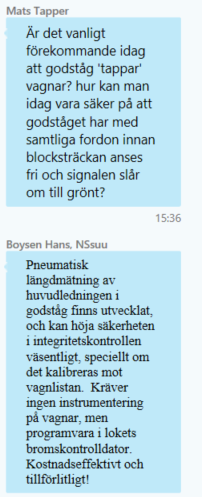 Mats Tapper
Är det vanligt
förekommande idag
att godståg 'tappar'
vagnar? hur kan man
idag vara säker på att
godståget har med
samtliga fordon innan
blocksträckan anses
fri och signalen slår
om till grönt?
15:36
Boysen Hans, NSsuu
Pneumatisk
längdmätning av
huvudledningen i
godståg finns utvecklat,
och kan höja säkerheten
i integritetskontrollen
väsentligt, speciellt om
det kalibreras mot
vagnlistan.  Kräver
ingen instrumentering
på vagnar, men
programvara i lokets
bromskontrolldator.
Kostnadseffektivt och
tillförlitligt!